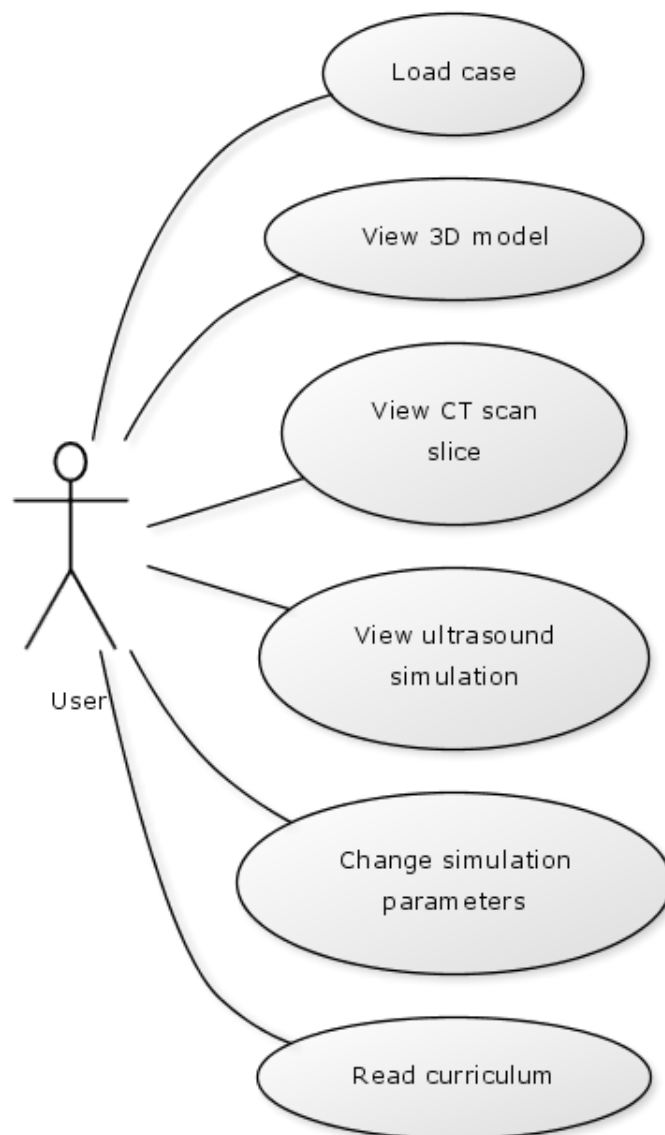 Load case
View 3D model
View CT scan
slice
View ultrasound
simulation
User
Change simulation
parameters
Read curriculum